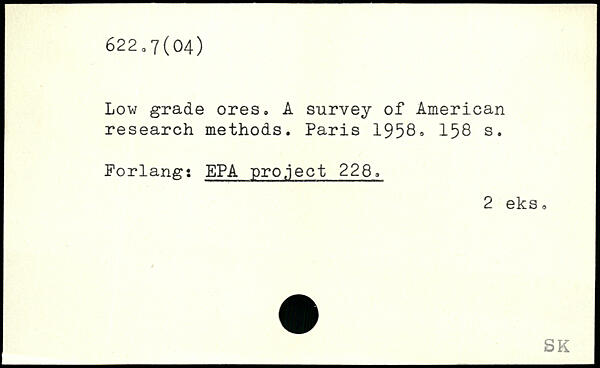 622.7(04)
Low grade ores. A survey of American
research methods. Paris 1958. 158 s.
Forlang: EPA project 228.
2 eks.
SK